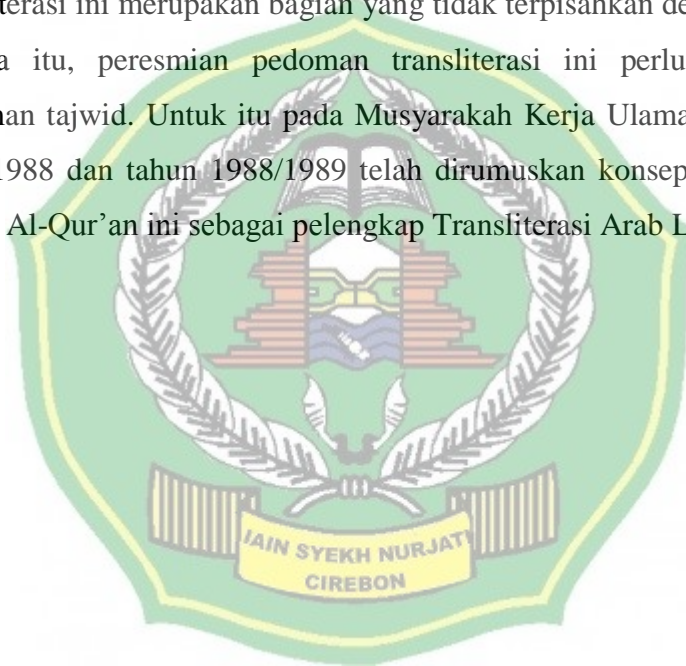 terasi ini merupakan bagian yang tidak terpisahkan de
a itu, peresmian pedoman transliterasi ini perlu
an tajwid. Untuk itu pada Musyarakah Kerja Ulama
1988 dan tahun 1988/1989 telah dirumuskan konsep
Al-Qur’an ini sebagai pelengkap Transliterasi Arab L
IAIN SYEKH NURJATI
CIREBON